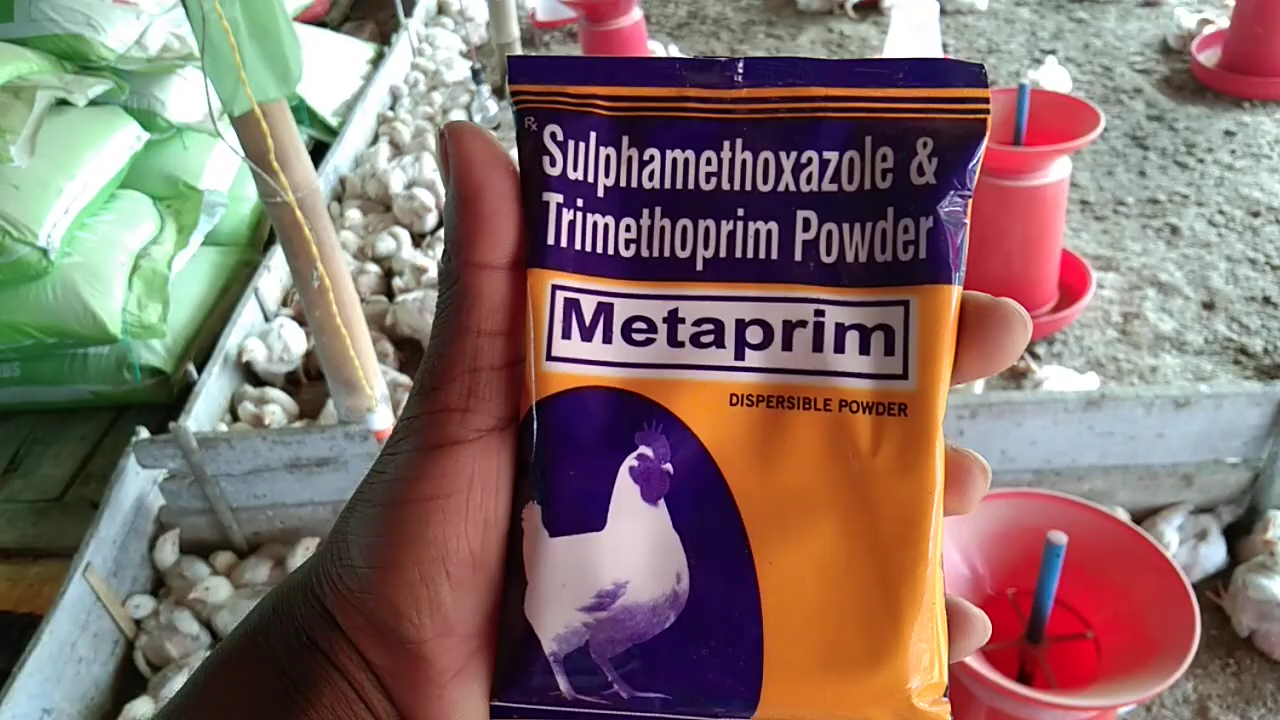 Rx
Sulphamethoxazole &
Trimethoprim Powder
Metaprim
DISPERSIBLE POWDER